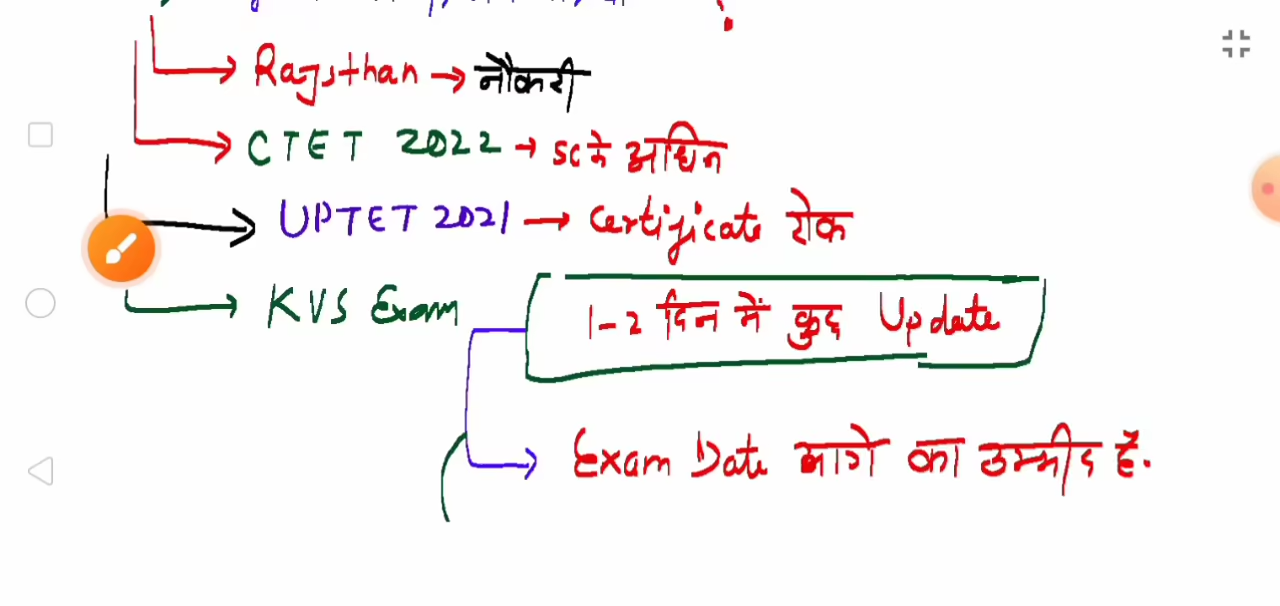 Rajsthan → नौकरी
CTET 2022 → SC के अधिन
UPTET 2021 → Certificate रोक
KVS Exam
1-2 दिन में कुछ Update
Exam Date आगे का उम्मीद है.